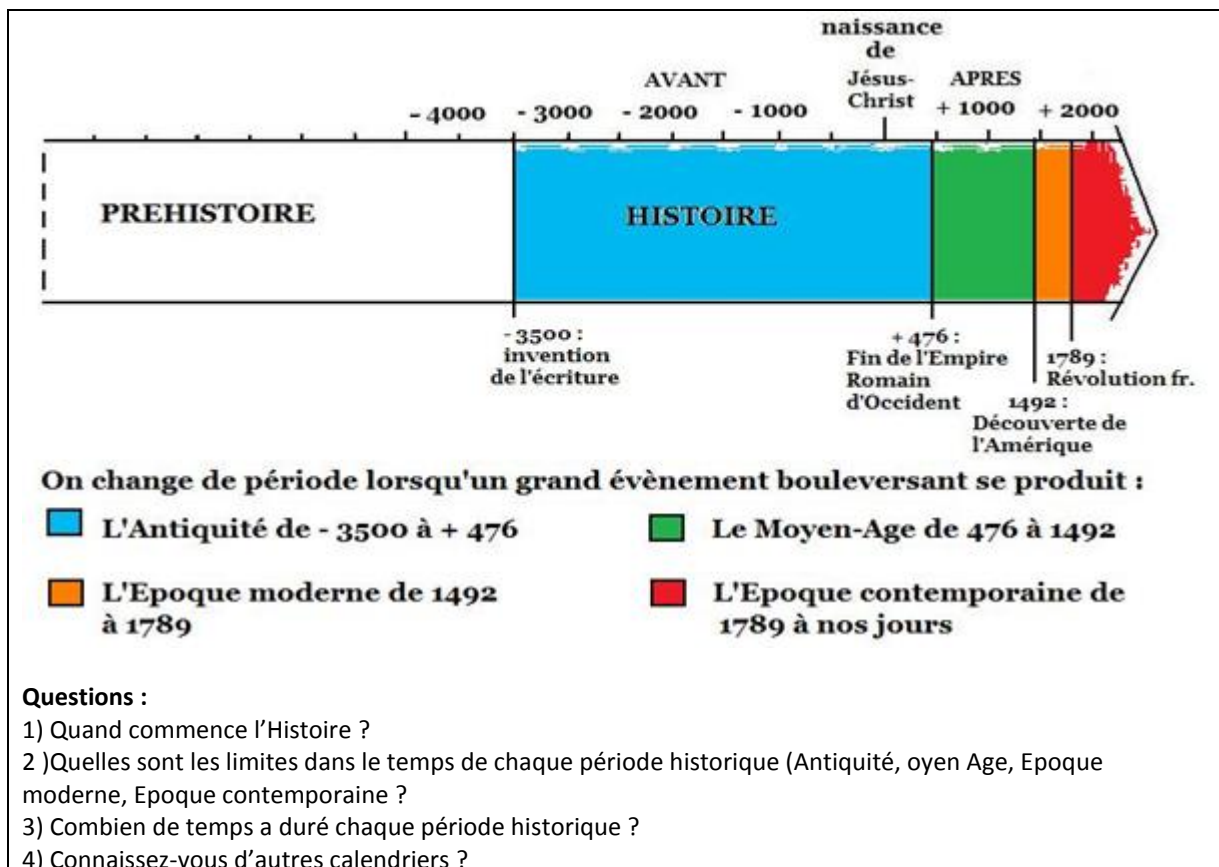 naissance
de
Jésus-
Christ
AVANT
APRES
- 4000 - 3000 - 2000 - 1000 + 1000 + 2000
PREHISTOIRE
HISTOIRE
- 3500 :
invention
de l'écriture
+ 476 :
Fin de l'Empire
Romain
d'Occident
1492 :
Découverte de
l'Amérique
1789 :
Révolution fr.
On change de période lorsqu'un grand évènement bouleversant se produit :
L'Antiquité de - 3500 à + 476
Le Moyen-Age de 476 à 1492
L'Epoque moderne de 1492
à 1789
L'Epoque contemporaine de
1789 à nos jours
Questions :
1) Quand commence l'Histoire ?
2 )Quelles sont les limites dans le temps de chaque période historique (Antiquité, oyen Age, Epoque
moderne, Epoque contemporaine ?
3) Combien de temps a duré chaque période historique ?
4) Connaissez-vous d'autres calendriers ?